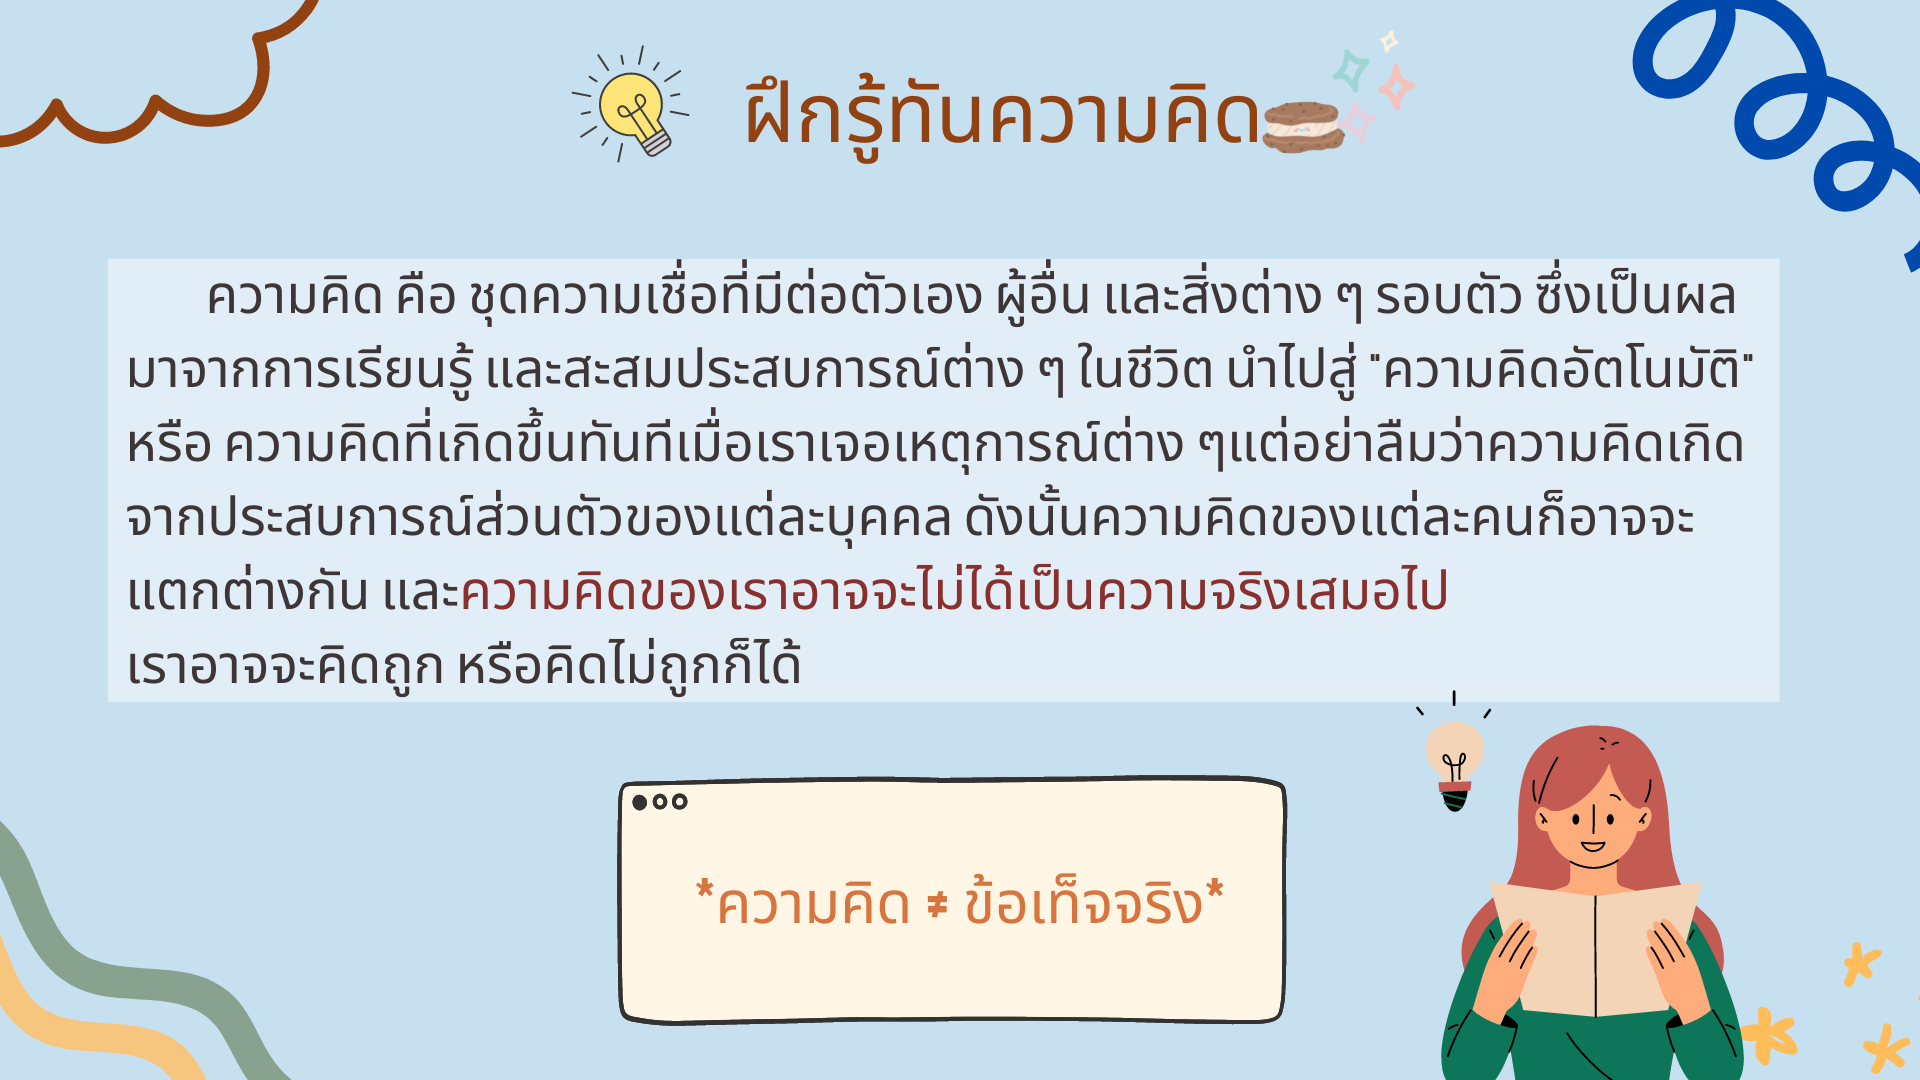 ฝึกรู้ทันความคิด
ความคิด คือ ชุดความเชื่อที่มีต่อตัวเอง ผู้อื่น และสิ่งต่าง ๆ รอบตัว ซึ่งเป็นผล
มาจากการเรียนรู้ และสะสมประสบการณ์ต่าง ๆ ในชีวิต นำไปสู่ "ความคิดอัตโนมัติ"
หรือ ความคิดที่เกิดขึ้นทันทีเมื่อเราเจอเหตุการณ์ต่าง ๆแต่อย่าลืมว่าความคิดเกิด
จากประสบการณ์ส่วนตัวของแต่ละบุคคล ดังนั้นความคิดของแต่ละคนก็อาจจะ
แตกต่างกัน และความคิดของเราอาจจะไม่ได้เป็นความจริงเสมอไป
เราอาจจะคิดถูก หรือคิดไม่ถูกก็ได้
*ความคิด ≠ ข้อเท็จจริง*